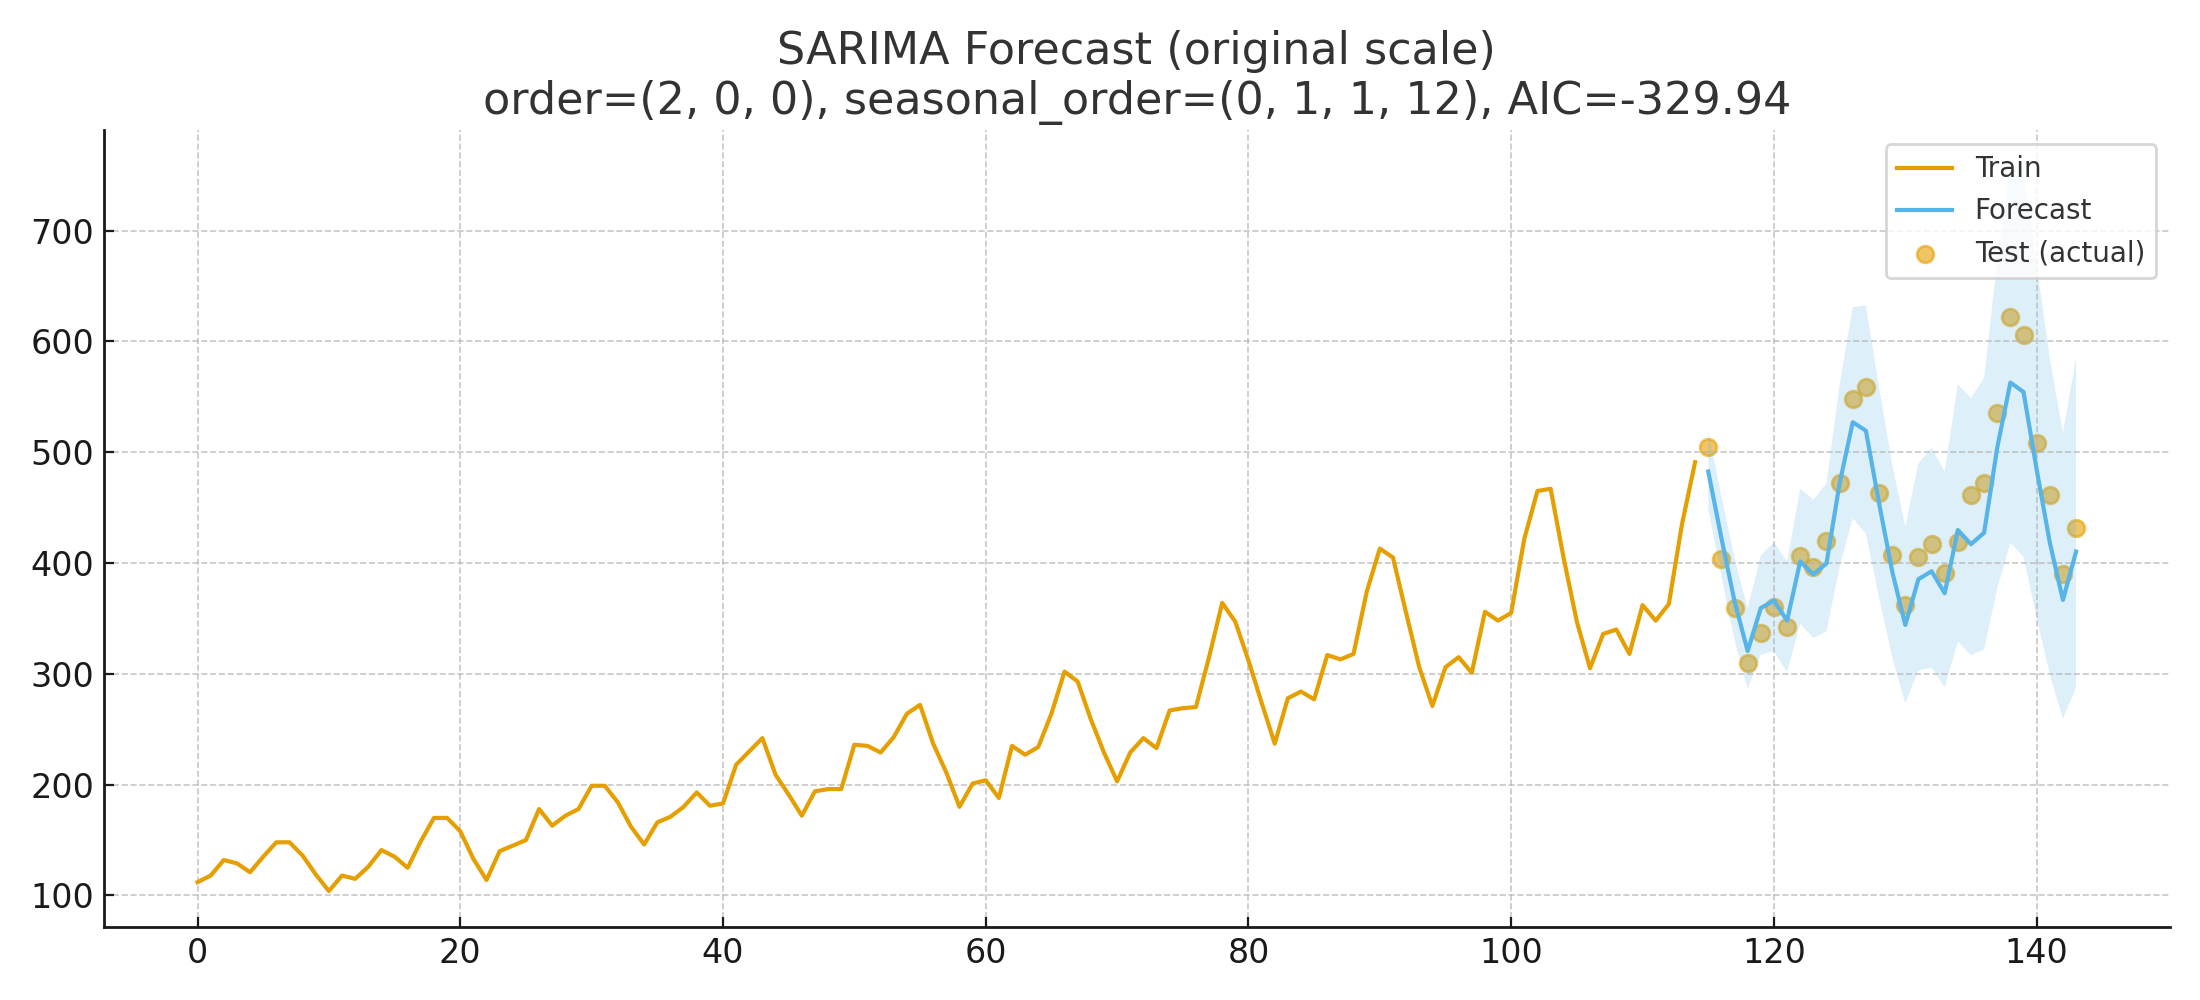 SARIMA Forecast (original scale)
order=(2, 0, 0), seasonal_order=(0, 1, 1, 12), AIC=-329.94
Train
Forecast
Test (actual)
700
600
500
400
300
200
100
0 20 40 60 80 100 120 140